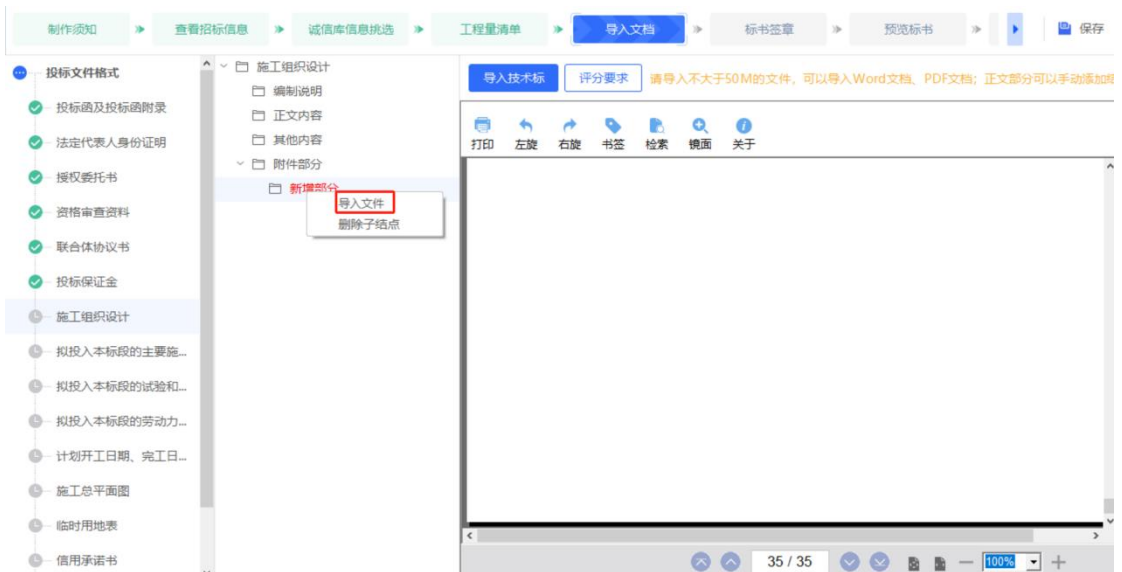 制作须知
查看招标信息
诚信库信息挑选
工程量清单
导入文档
标书签章
预览标书
保存
投标文件格式
投标函及投标函附录
法定代表人身份证明
授权委托书
资格审查资料
联合体协议书
投标保证金
施工组织设计
拟投入本标段的主要施...
拟投入本标段的试验和...
拟投入本标段的劳动力...
计划开工日期、完工日...
施工总平面图
临时用地表
信用承诺书
施工组织设计
编制说明
正文内容
其他内容
附件部分
新增部分
导入文件
删除子结点
导入技术标
评分要求
请导入不大于50M的文件，可以导入Word文档、PDF文档；正文部分可以手动添加
打印
左旋
右旋
书签
检索
镜面
关于
35 / 35
100%